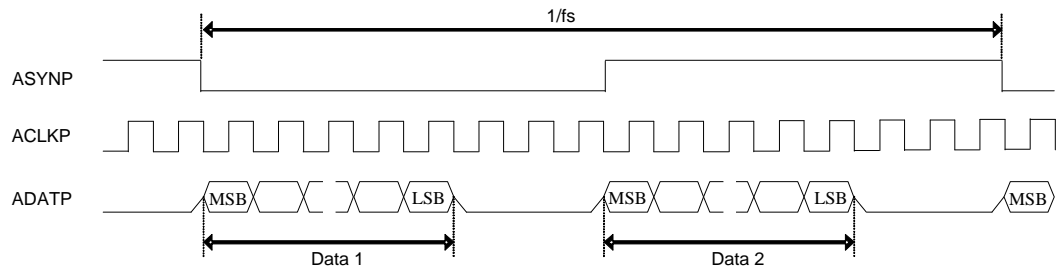 1/fs
ASYNP
ACLKP
ADATP
MSB
LSB
MSB
LSB
MSB
Data 1
Data 2